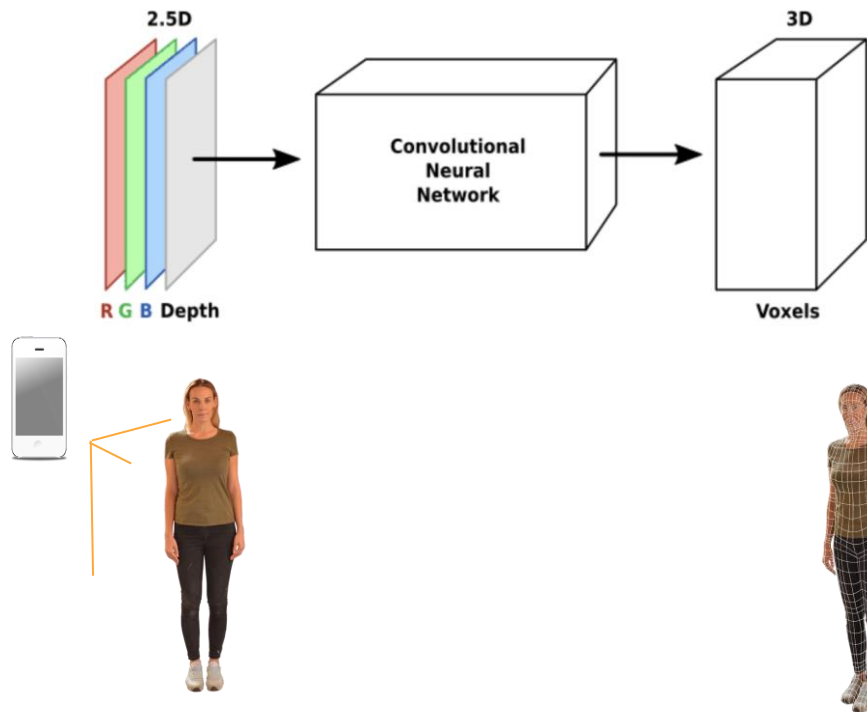 2.5D
3D
Convolutional
Neural
Network
R G B Depth
Voxels